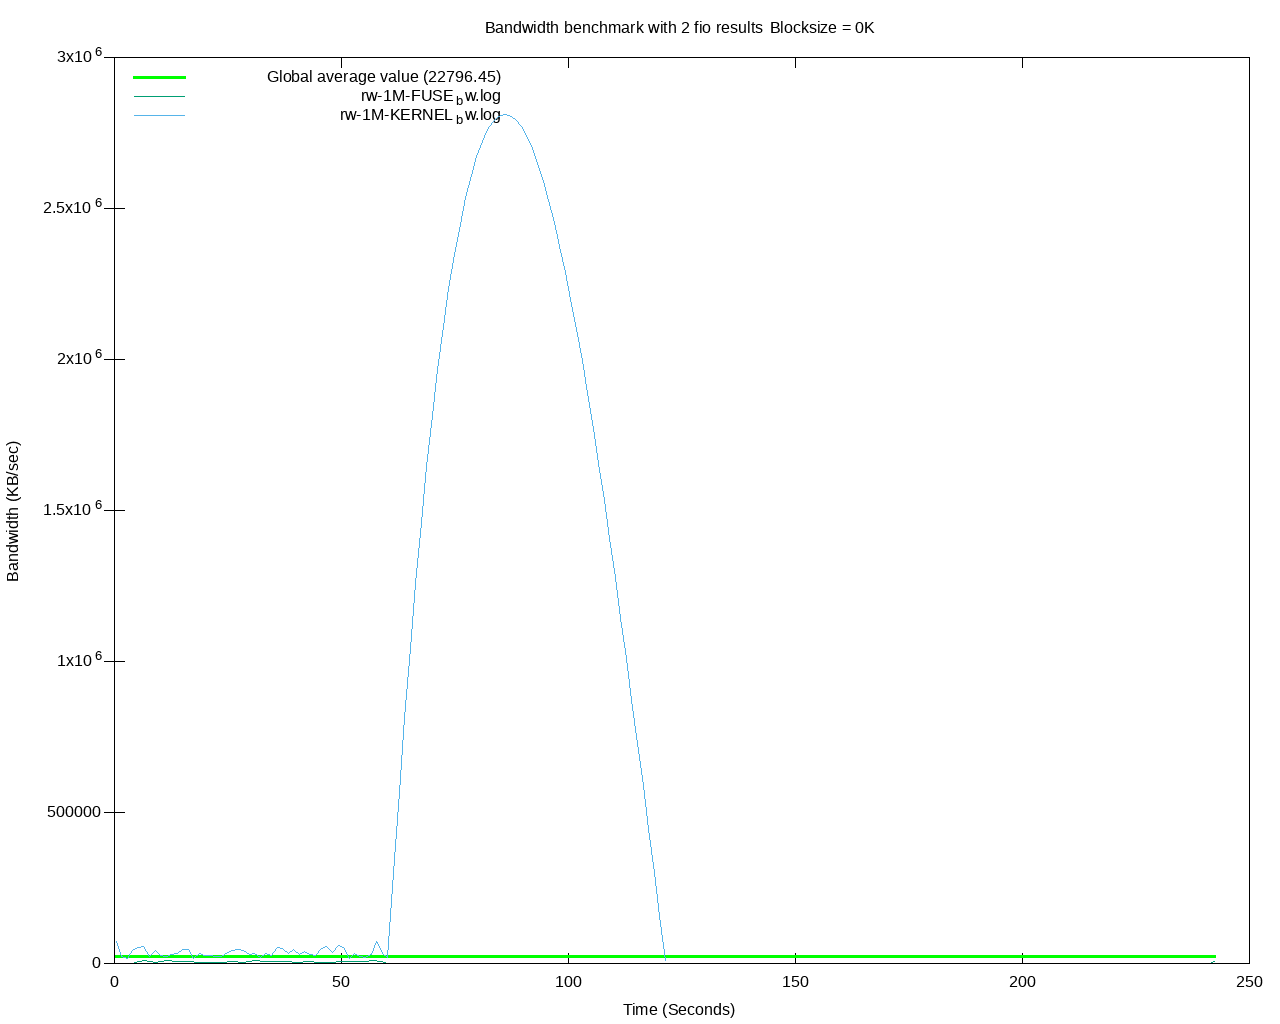 Bandwidth benchmark with 2 fio results Blocksize = 0K
3x10 6
Global average value (22796.45)
rw-1M-FUSE b w.log
rw-1M-KERNEL b w.log
2.5x10 6
2x10 6
1.5x10 6
1x10 6
500000
0
Bandwidth (KB/sec)
0 50 100 150 200 250
Time (Seconds)